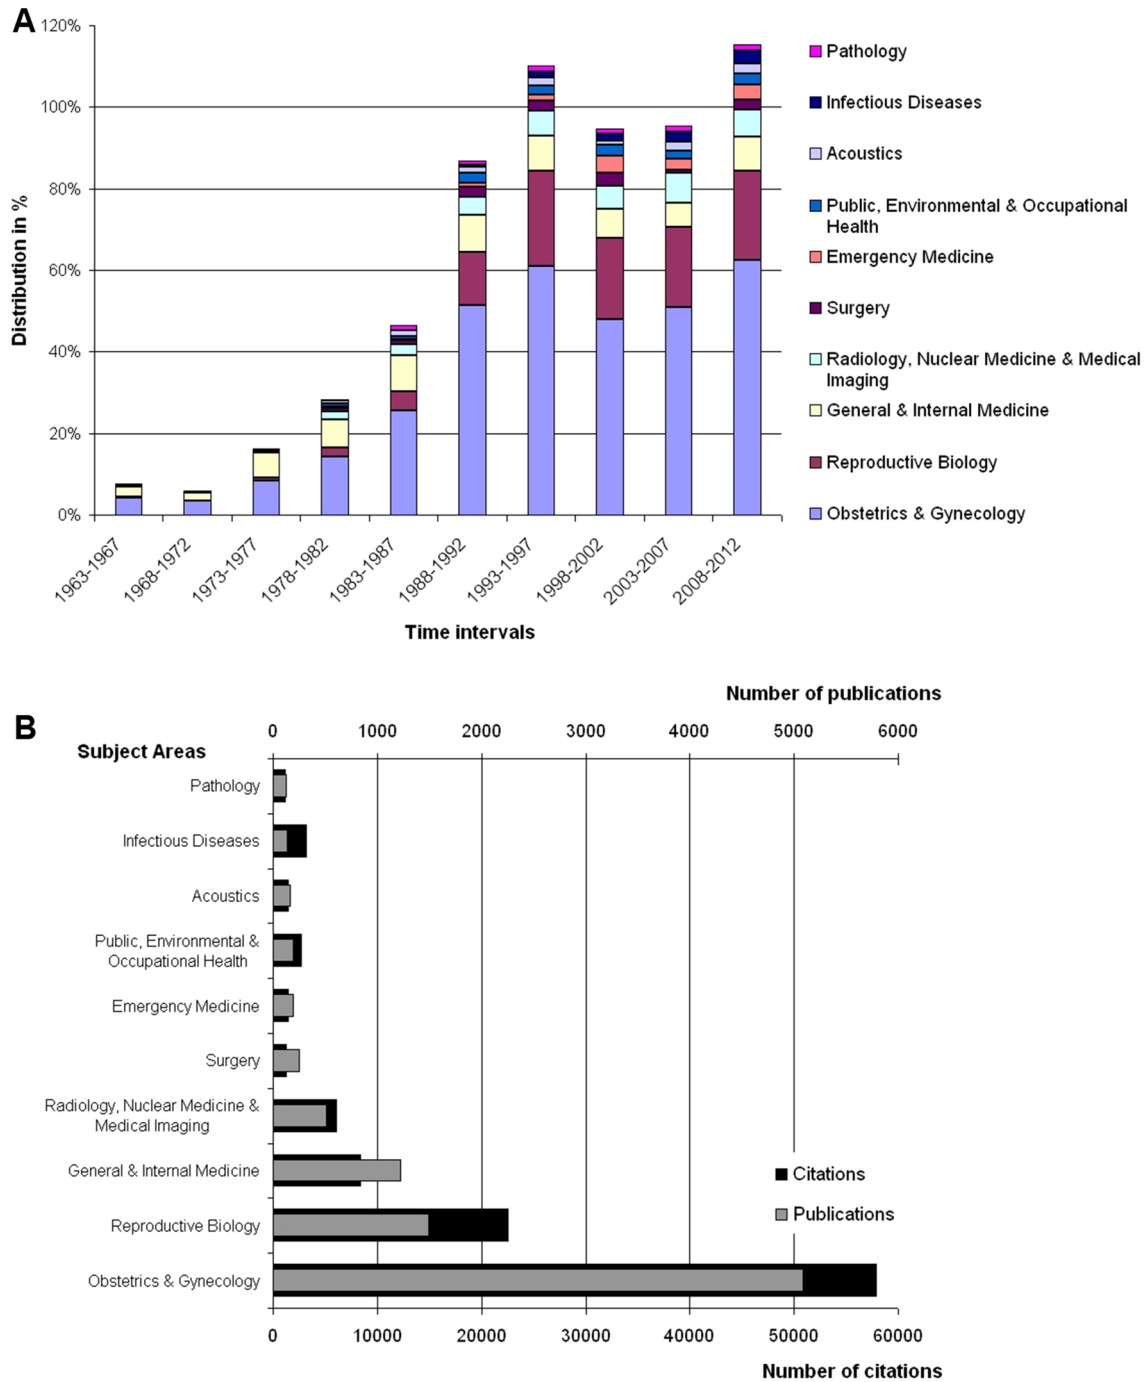 A
120%
100%
80%
60%
40%
20%
0%
Distribution in %
1963-1967
1968-1972
1973-1977
1978-1982
1983-1987
1988-1992
1993-1997
1998-2002
2003-2007
2008-2012
Time intervals
Pathology
Infectious Diseases
Acoustics
Public, Environmental & Occupational
Health
Emergency Medicine
Surgery
Radiology, Nuclear Medicine & Medical
Imaging
General & Internal Medicine
Reproductive Biology
Obstetrics & Gynecology
B
Number of publications
0 1000 2000 3000 4000 5000 6000
Subject Areas
Pathology
Infectious Diseases
Acoustics
Public, Environmental &
Occupational Health
Emergency Medicine
Surgery
Radiology, Nuclear Medicine &
Medical Imaging
General & Internal Medicine
Reproductive Biology
Obstetrics & Gynecology
Citations
Publications
0 10000 20000 30000 40000 50000 60000
Number of citations